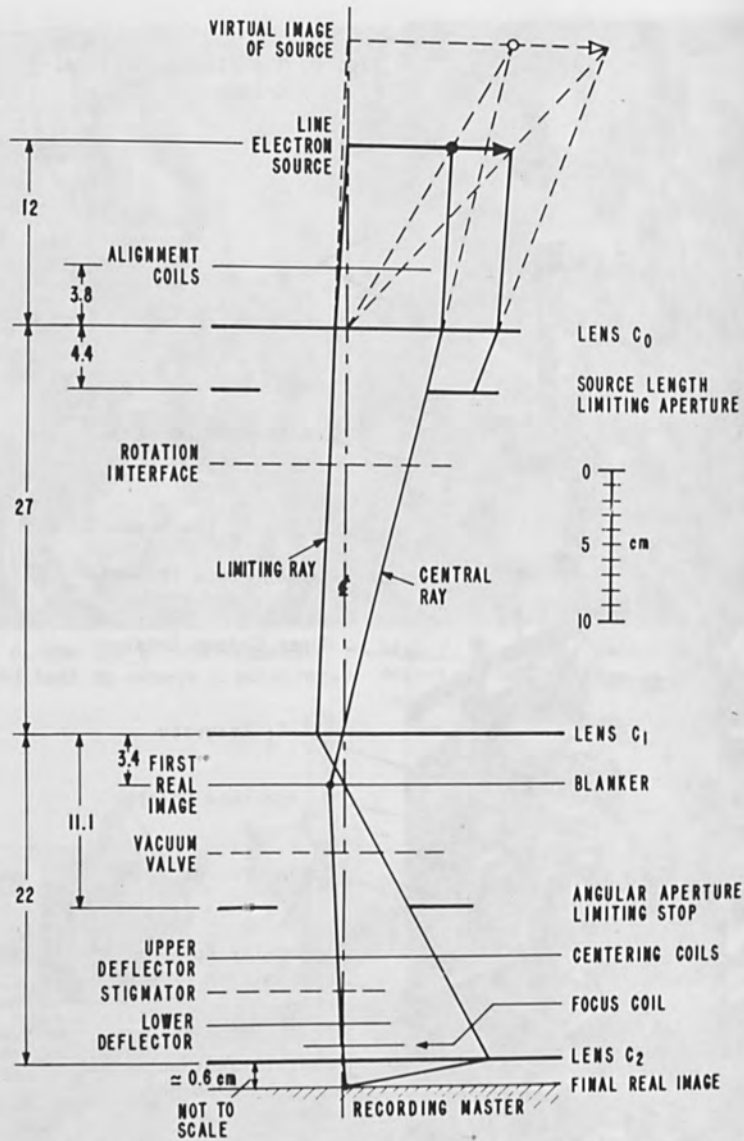 VIRTUAL IMAGE
OF SOURCE
LINE
ELECTRON
SOURCE
12
ALIGNMENT
COILS
3.8
LENS C0
4.4
SOURCE LENGTH
LIMITING APERTURE
ROTATION
INTERFACE
0
27
5 cm
LIMITING RAY
CENTRAL
RAY
10
LENS C1
3.4
FIRST
REAL
IMAGE
BLANKER
11.1
VACUUM
VALVE
22
ANGULAR APERTURE
LIMITING STOP
UPPER
DEFLECTOR
CENTERING COILS
STIGMATOR
FOCUS COIL
LOWER
DEFLECTOR
LENS C2
≃ 0.6 cm
FINAL REAL IMAGE
NOT TO
SCALE
RECORDING MASTER